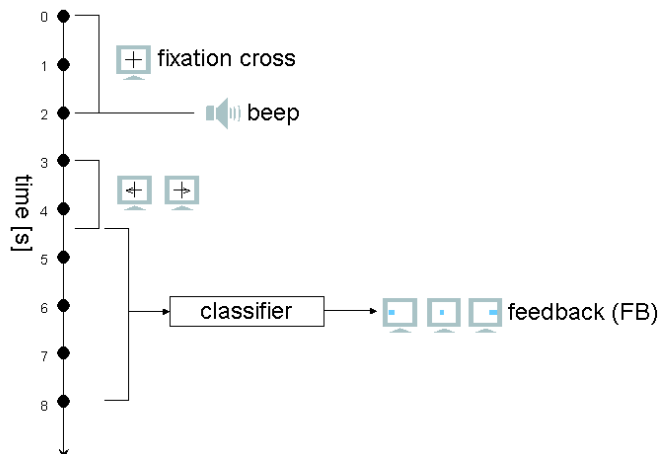 0
1
fixation cross
2
beep
3
4
time [s]
5
6
classifier
feedback (FB)
7
8